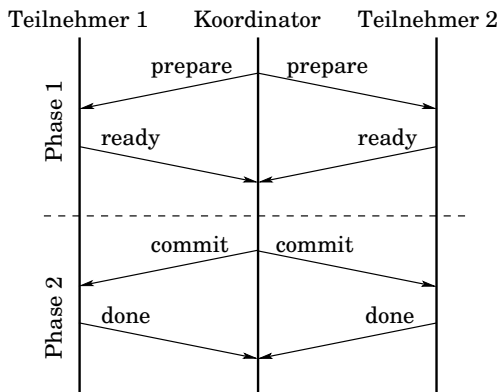 Teilnehmer 1 Koordinator Teilnehmer 2
prepare prepare
Phase 1
ready ready
commit commit
Phase 2
done done